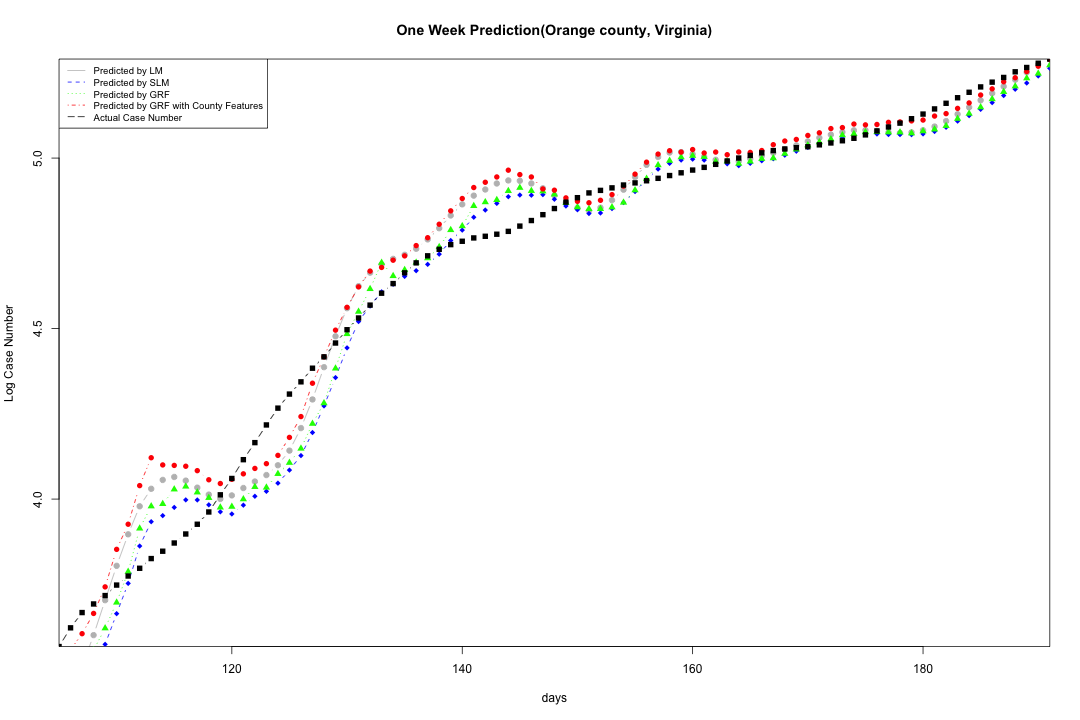 One Week Prediction(Orange county, Virginia)
Predicted by LM
Predicted by SLM
Predicted by GRF
Predicted by GRF with County Features
Actual Case Number
Log Case Number
5.0
4.5
4.0
120 140 160 180
days